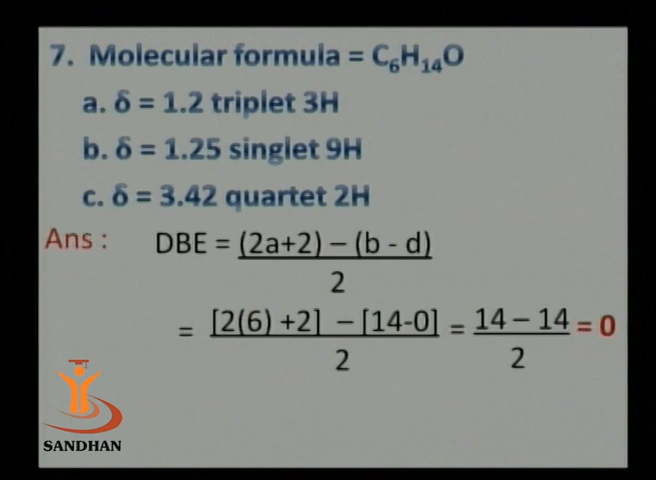 7. Molecular formula = C₆H₁₄O
a. δ = 1.2 triplet 3H
b. δ = 1.25 singlet 9H
c. δ = 3.42 quartet 2H
Ans : DBE = (2a+2) – (b - d)
2
= [2(6) +2] – [14-0] = 14 – 14 = 0
2 2
SANDHAN